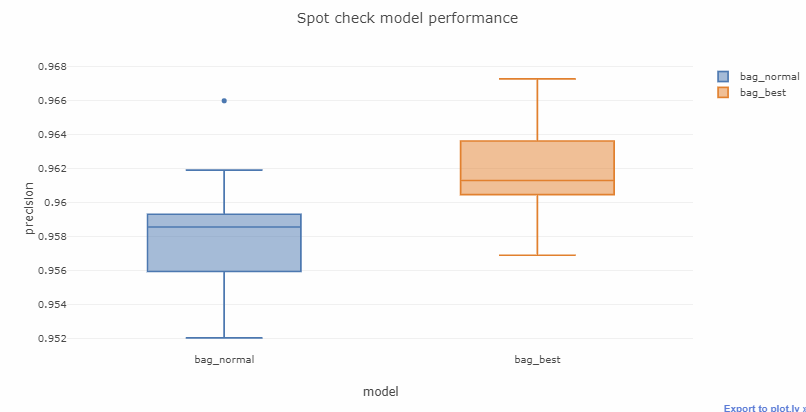 Spot check model performance
0.968
0.966
0.964
0.962
0.96
0.958
0.956
0.954
0.952
precision
bag_normal
bag_best
model
bag_normal
bag_best
Export to plot.ly »